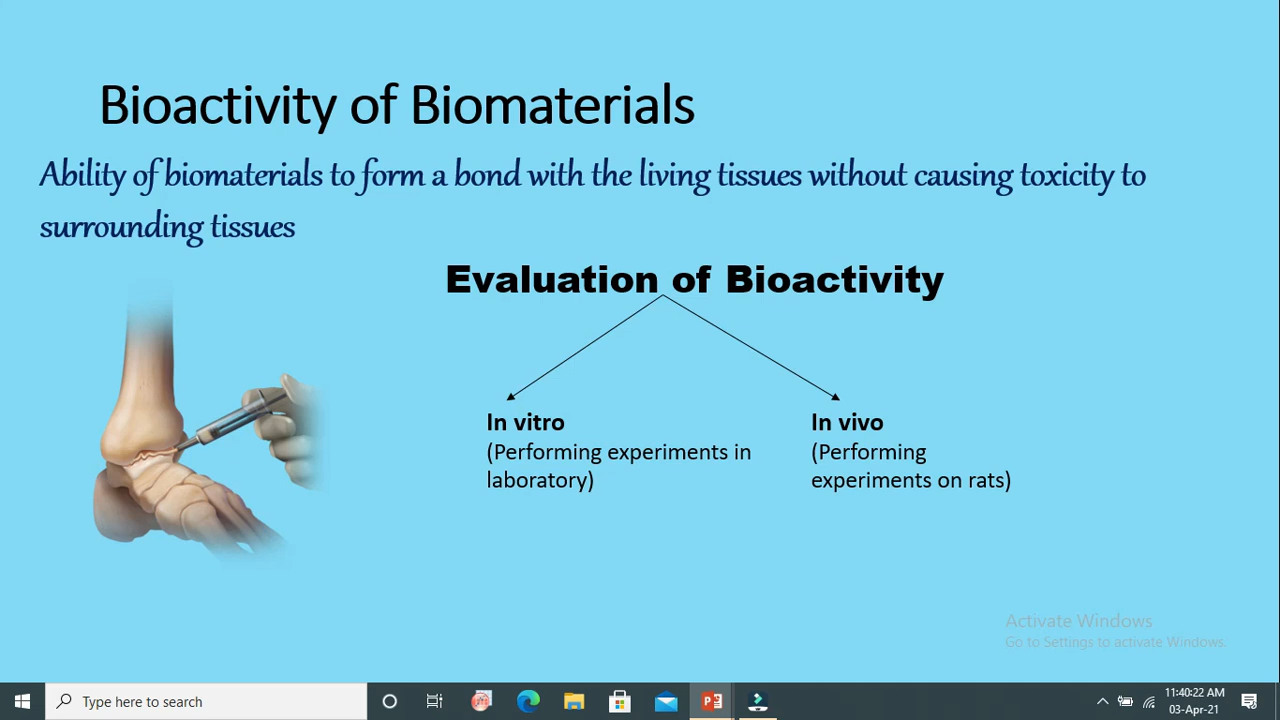 Bioactivity of Biomaterials
Ability of biomaterials to form a bond with the living tissues without causing toxicity to
surrounding tissues
Evaluation of Bioactivity
In vitro
(Performing experiments in
laboratory)
In vivo
(Performing
experiments on rats)
Activate Windows
Go to Settings to activate Windows.
Type here to search
11:40:22 AM
03-Apr-21